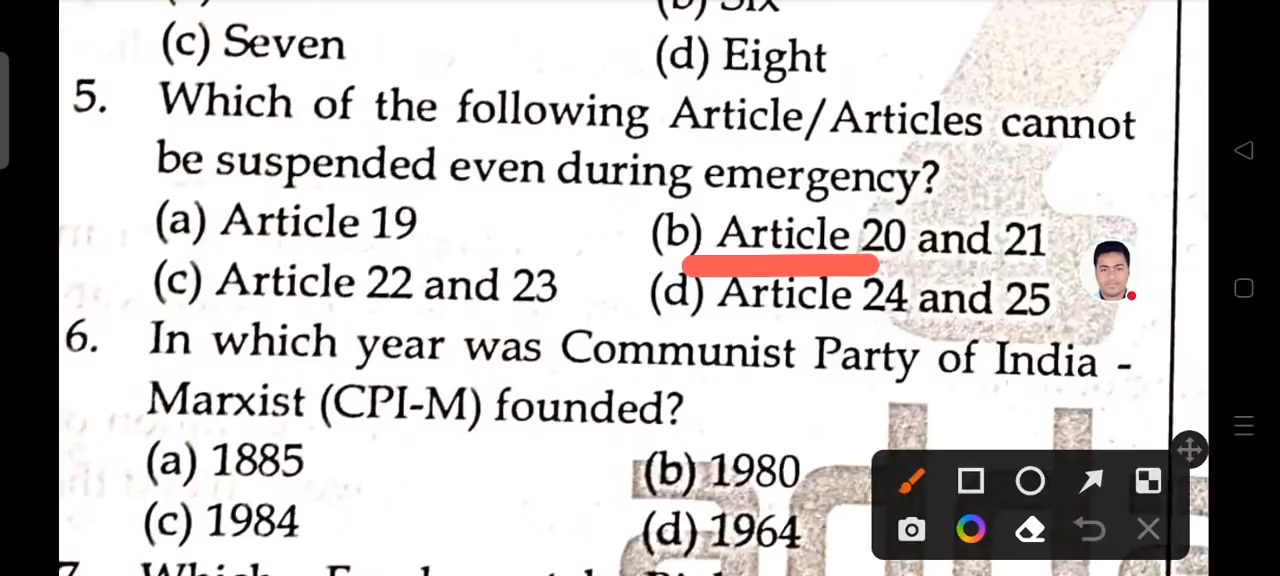 (b) Six
(c) Seven (d) Eight
5. Which of the following Article/Articles cannot
be suspended even during emergency?
(a) Article 19 (b) Article 20 and 21
(c) Article 22 and 23 (d) Article 24 and 25
6. In which year was Communist Party of India -
Marxist (CPI-M) founded?
(a) 1885 (b) 1980
(c) 1984 (d) 1964